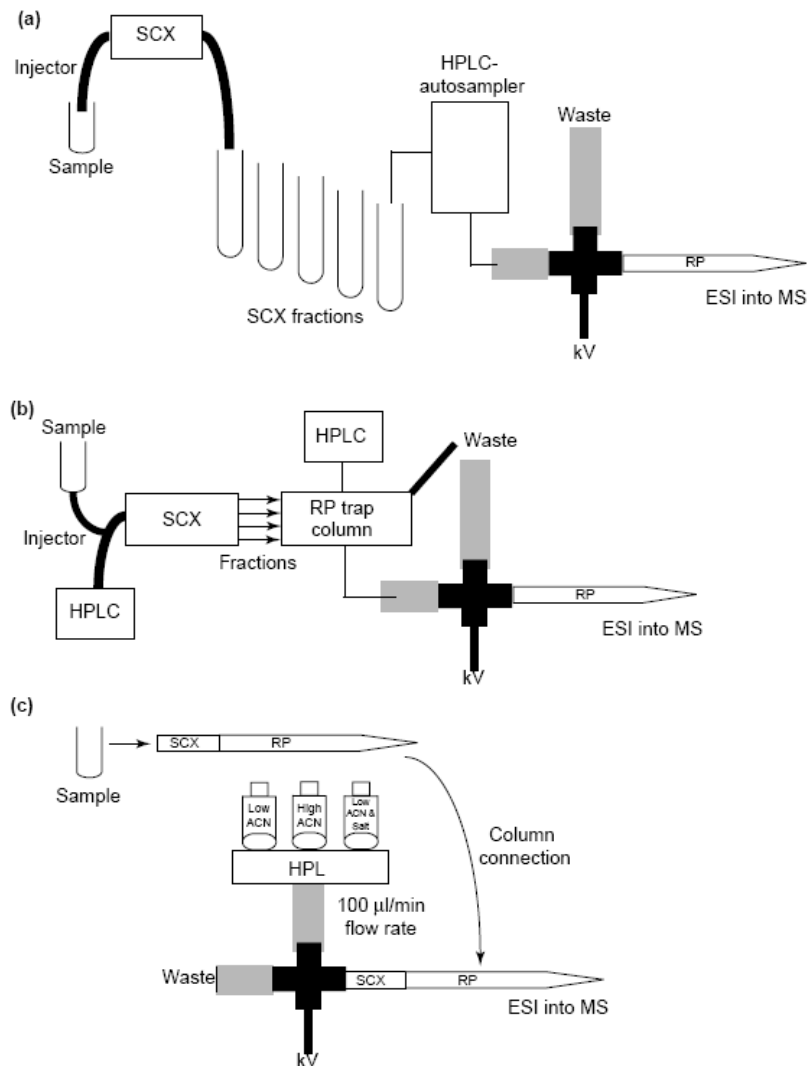 (a)
SCX
Injector
Sample
HPLC-
autosampler
Waste
RP
ESI into MS
SCX fractions
kV
(b)
Sample
HPLC
Waste
SCX
RP trap
column
Injector
Fractions
HPLC
RP
ESI into MS
kV
(c)
SCX
RP
Sample
Low
ACN
High
ACN
Low
ACN &
Salt
HPL
Column
connection
100 µl/min
flow rate
Waste
SCX
RP
ESI into MS
kV